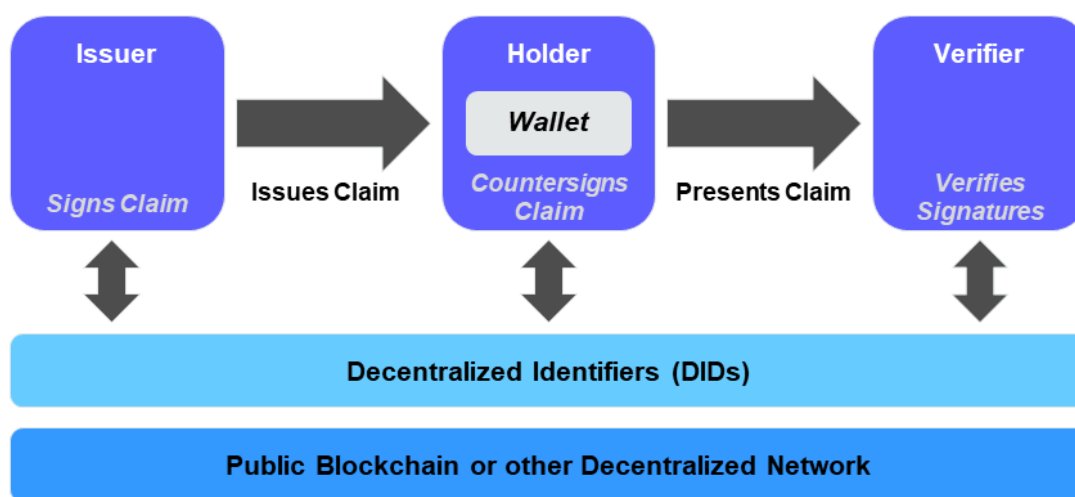 Issuer
Signs Claim
Issues Claim
Holder
Wallet
Countersigns
Claim
Presents Claim
Verifier
Verifies
Signatures
Decentralized Identifiers (DIDs)
Public Blockchain or other Decentralized Network